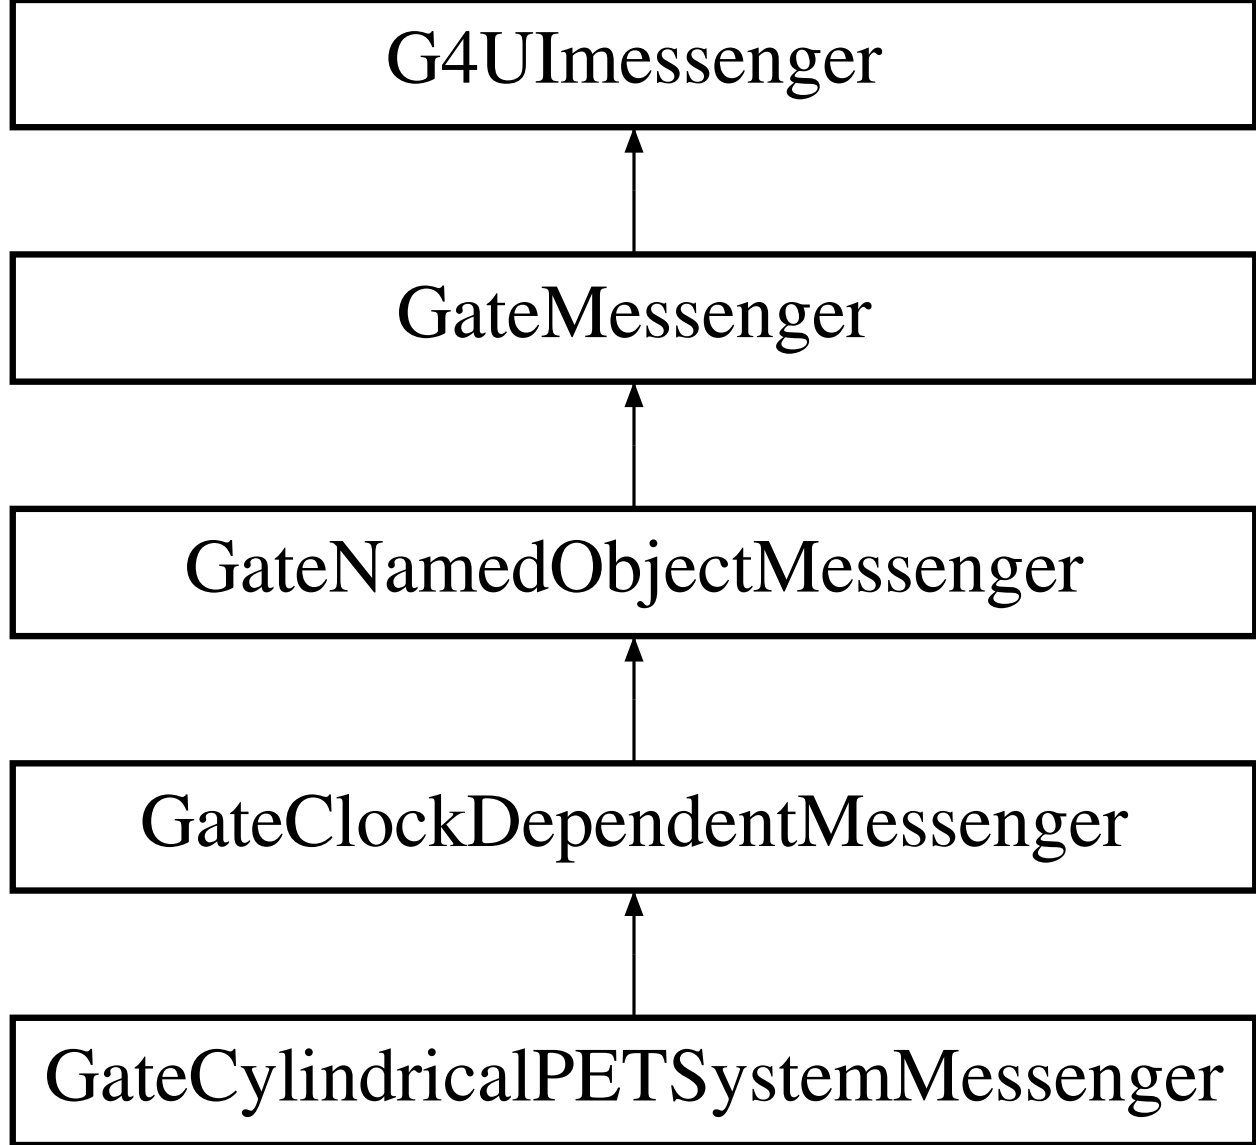 G4UImessenger
GateMessenger
GateNamedObjectMessenger
GateClockDependentMessenger
GateCylindricalPETSystemMessenger